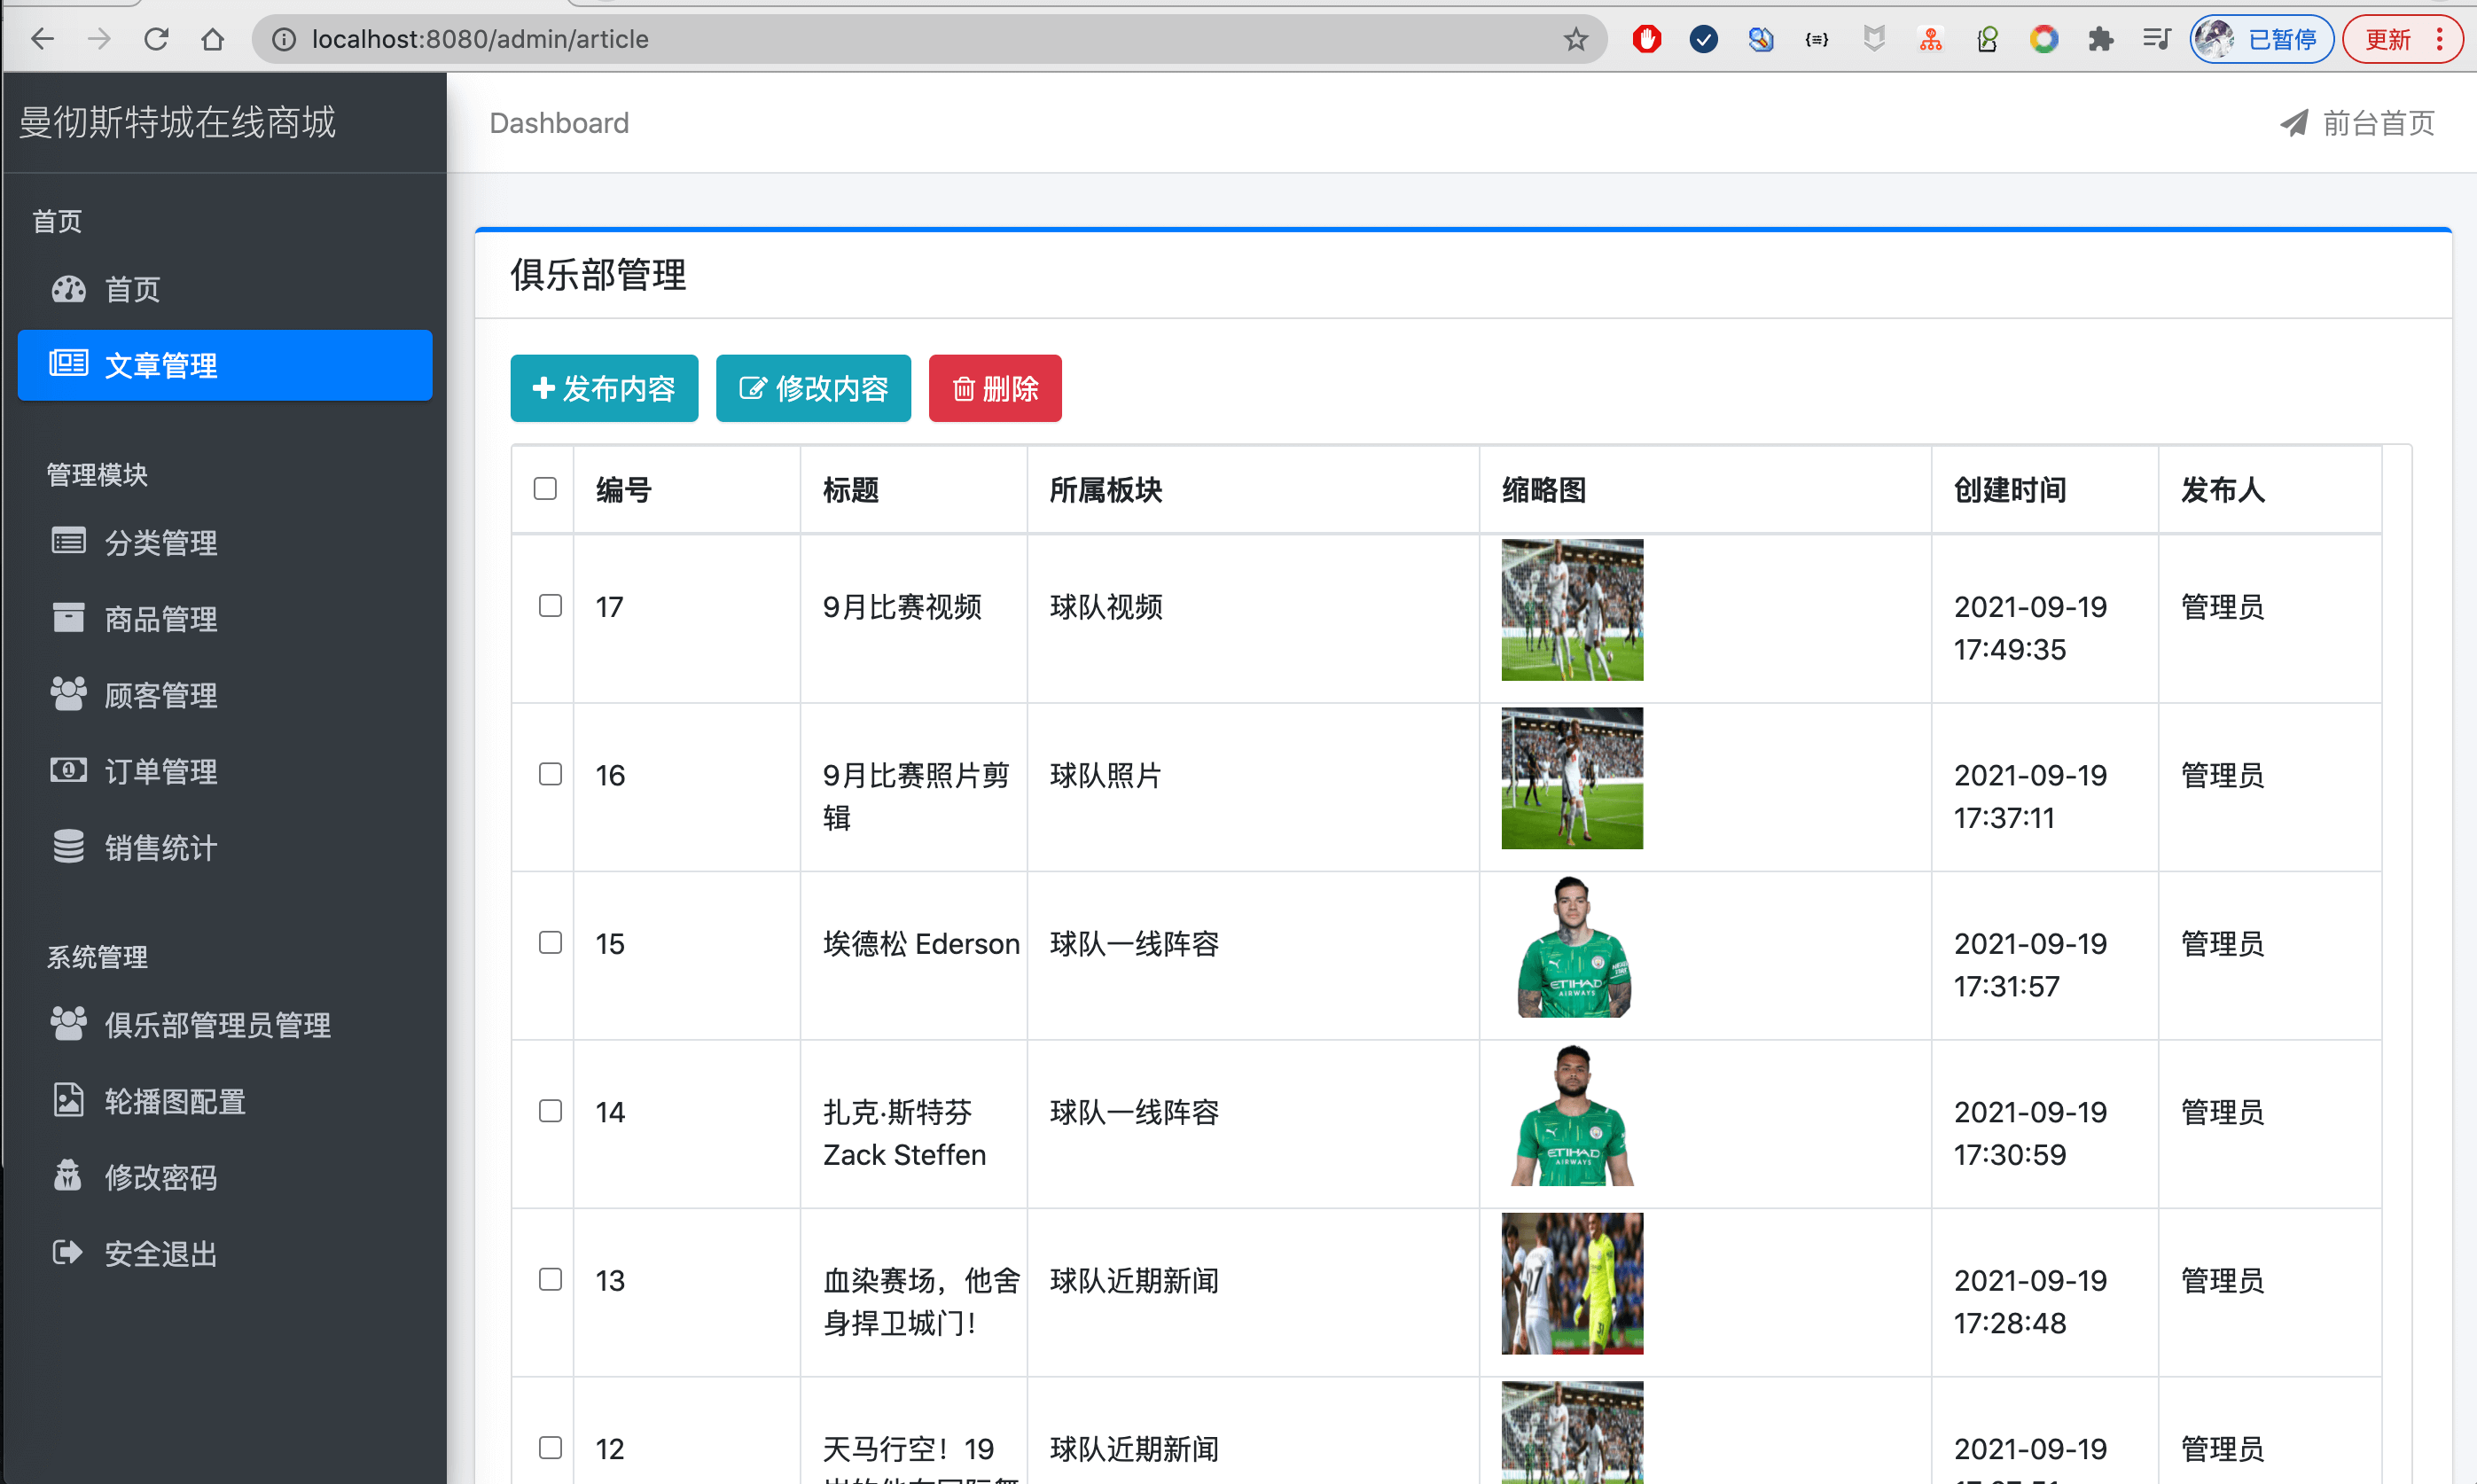 localhost:8080/admin/article
已暂停
更新
曼彻斯特城在线商城
Dashboard
前台首页
首页
首页
文章管理
管理模块
分类管理
商品管理
顾客管理
订单管理
销售统计
系统管理
俱乐部管理员管理
轮播图配置
修改密码
安全退出
俱乐部管理
发布内容 修改内容 删除
编号 标题 所属板块 缩略图 创建时间 发布人
17 9月比赛视频 球队视频 2021-09-19 管理员
17:49:35
16 9月比赛照片剪 球队照片 2021-09-19 管理员
辑 17:37:11
15 埃德松 Ederson 球队一线阵容 2021-09-19 管理员
ETIHAD
AIRWAYS
17:31:57
14 扎克·斯特芬 球队一线阵容 2021-09-19 管理员
Zack Steffen 17:30:59
ETIHAD
AIRWAYS
13 血染赛场，他舍 球队近期新闻 2021-09-19 管理员
身捍卫城门！ 17:28:48
12 天马行空！19 球队近期新闻 2021-09-19 管理员